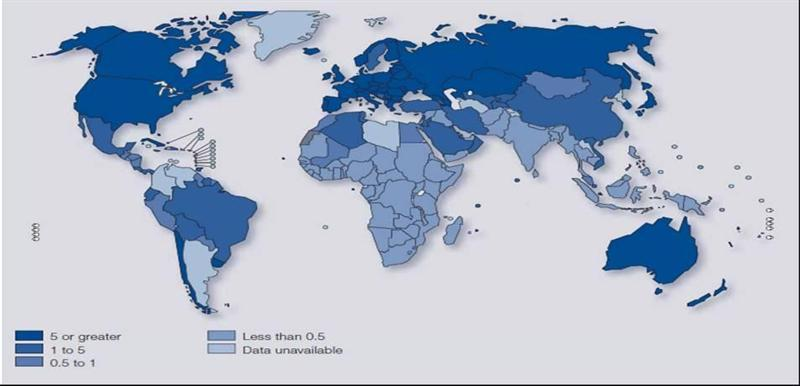 5 or greater
1 to 5
0.5 to 1
Less than 0.5
Data unavailable